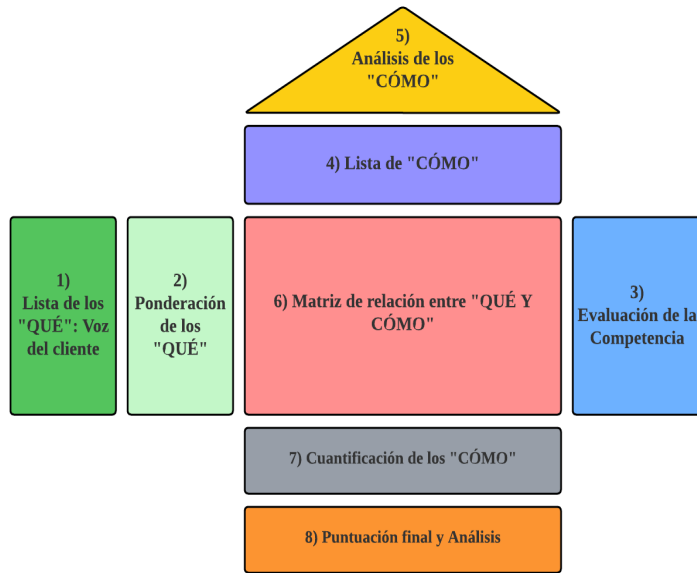 5)
Análisis de los
"CÓMO"
4) Lista de "CÓMO"
1)
Lista de los
"QUÉ": Voz
del cliente
2)
Ponderación
de los
"QUÉ"
6) Matriz de relación entre "QUÉ Y
CÓMO"
3)
Evaluación de la
Competencia
7) Cuantificación de los "CÓMO"
8) Puntuación final y Análisis